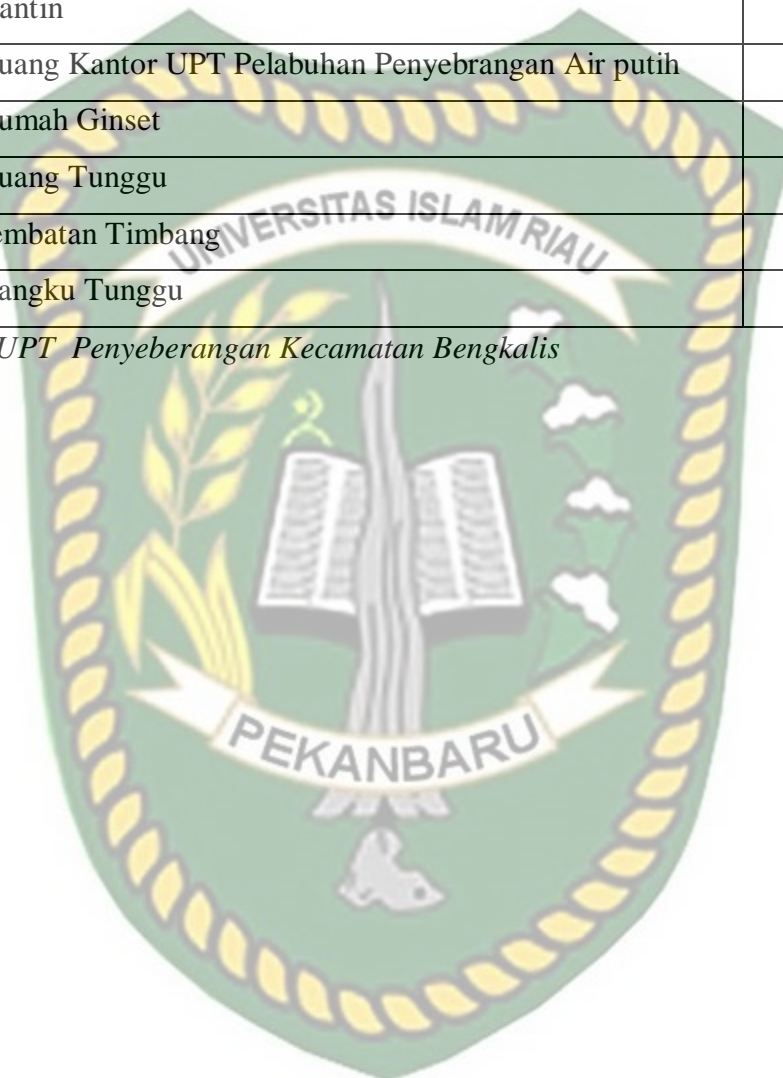 antin
uang Kantor UPT Pelabuhan Penyebrangan Air putih
umah Ginset
uang Tunggu
embatan Timbang
angku Tunggu
UPT Penyeberangan Kecamatan Bengkalis
UNIVERSITAS ISLAM RIAU
PEKANBARU